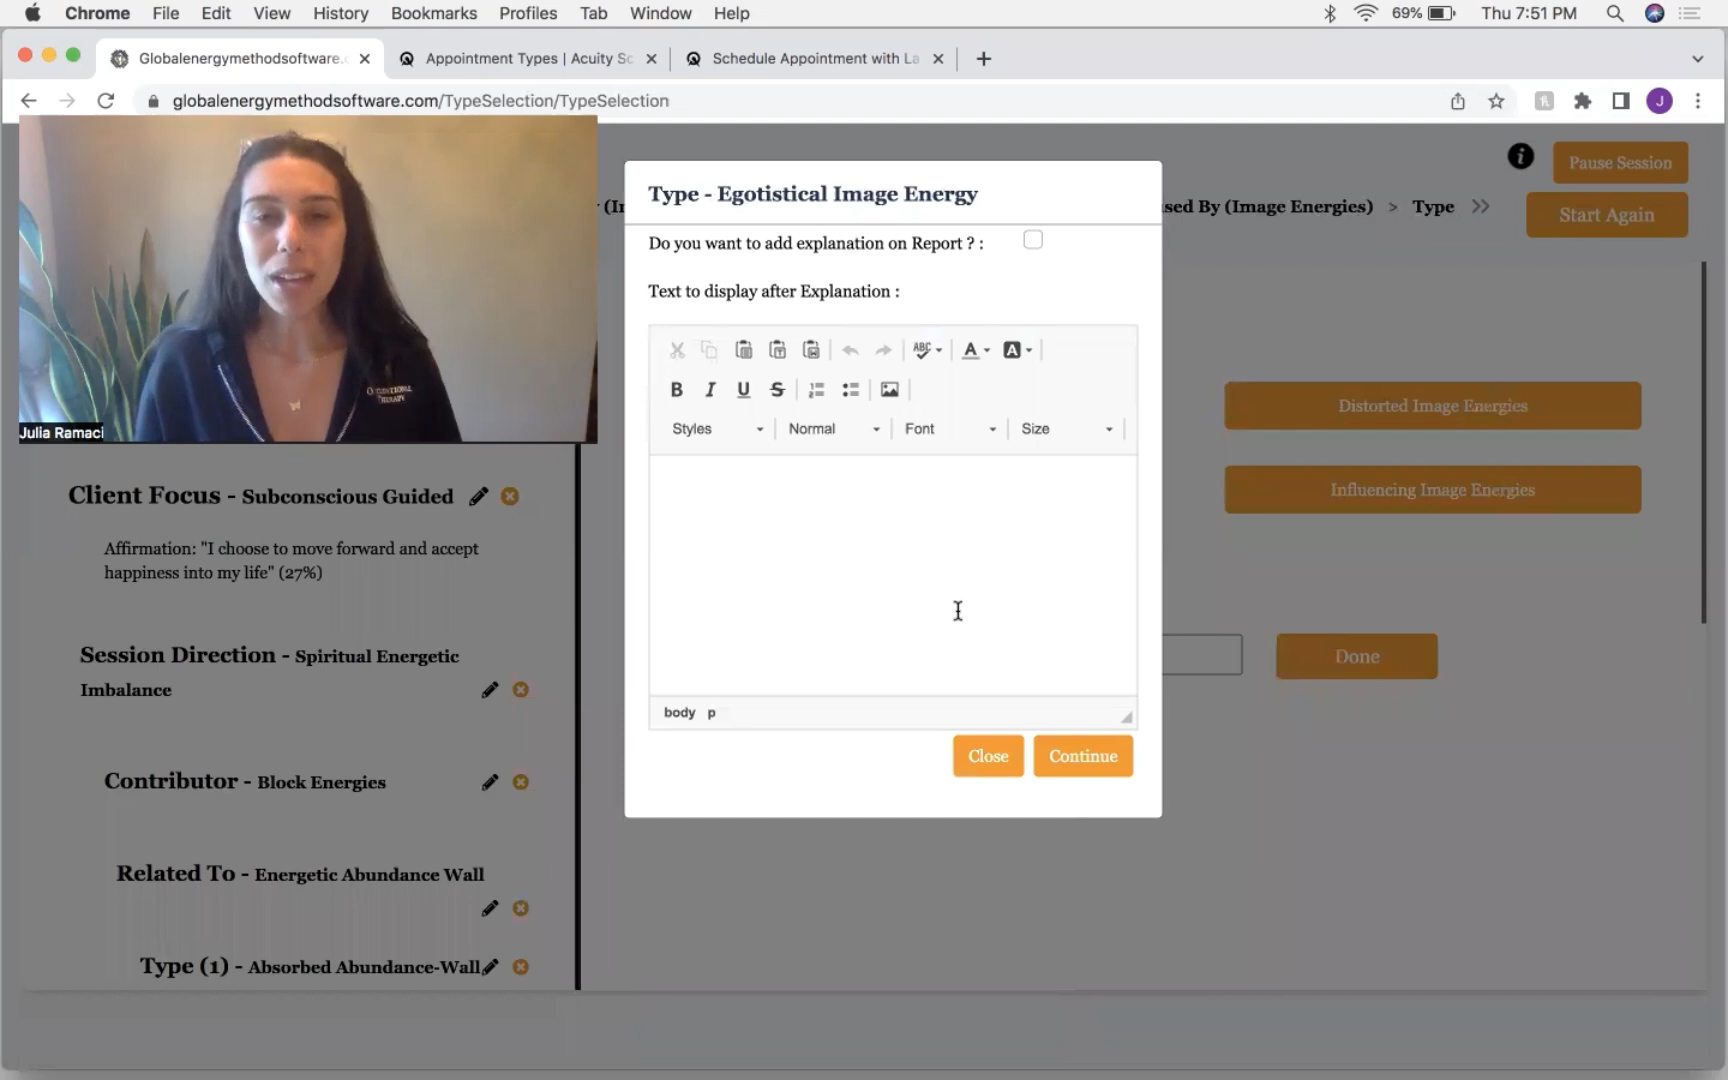 Chrome File Edit View History Bookmarks Profiles Tab Window Help 69% Thu 7:51 PM
Globalenergymethodsoftware. Appointment Types | Acuity Sc Schedule Appointment with La
globalenergymethodsoftware.com/TypeSelection/TypeSelection J
Pause Session
Type - Egotistical Image Energy
sed By (Image Energies) > Type >>
Start Again
Do you want to add explanation on Report ? :
Text to display after Explanation :
ABC A A
B I U S
Styles Normal Font Size
Distorted Image Energies
Influencing Image Energies
OCCUPATIONAL
THERAPY
Julia Ramaci
Client Focus - Subconscious Guided
Affirmation: "I choose to move forward and accept
happiness into my life" (27%)
Session Direction - Spiritual Energetic
Imbalance
Done
body p
Close Continue
Contributor - Block Energies
Related To - Energetic Abundance Wall
Type (1) - Absorbed Abundance-Wall